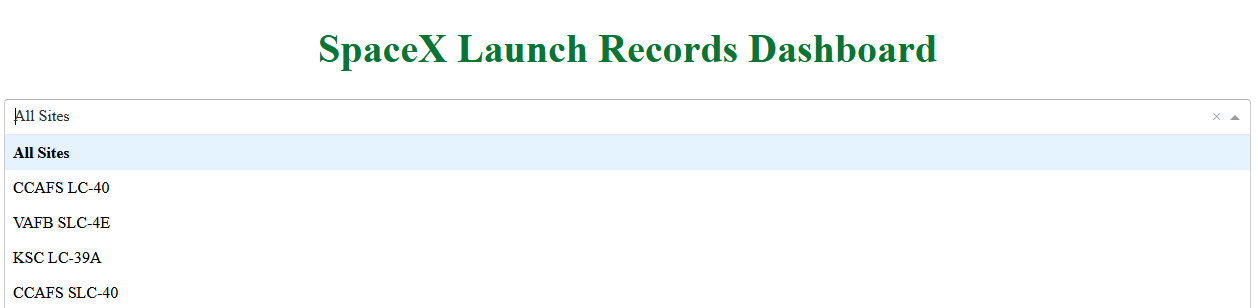 SpaceX Launch Records Dashboard
All Sites
All Sites
CCAFS LC-40
VAFB SLC-4E
KSC LC-39A
CCAFS SLC-40